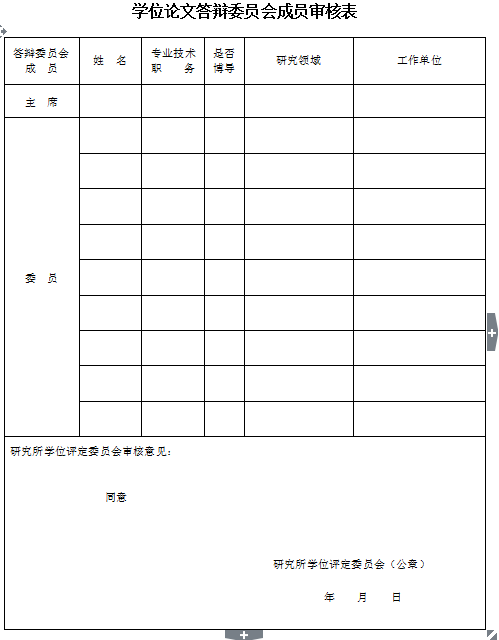 学位论文答辩委员会成员审核表
答辩委员会 姓 名 专业技术 是否 研究领域 工作单位
成 员 职 务 博导
主 席
委 员
研究所学位评定委员会审核意见：
同意
研究所学位评定委员会（公章）
年 月 日